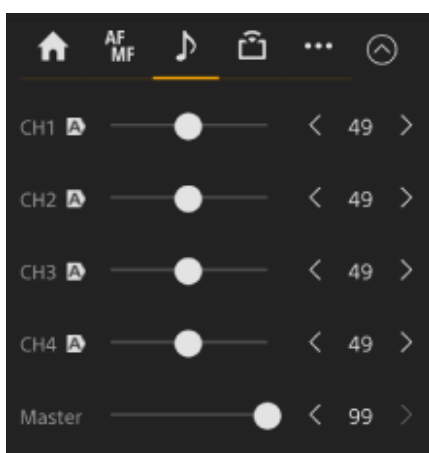 AF
MF
CH1 A 49
CH2 A 49
CH3 A 49
CH4 A 49
Master 99